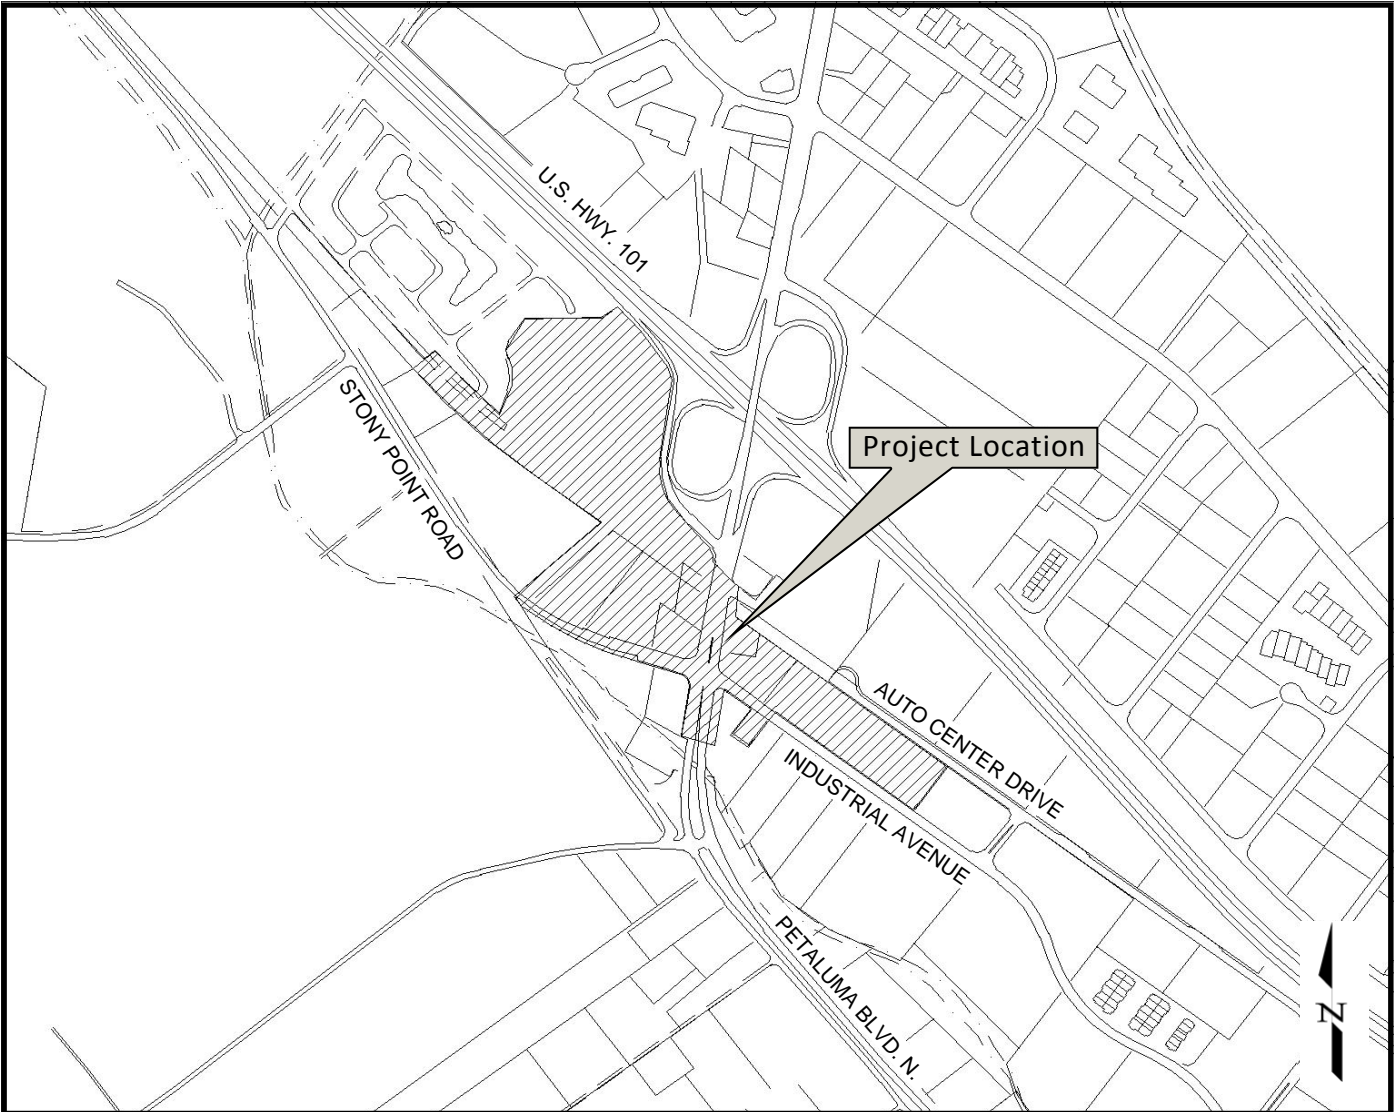 U.S. HWY. 101
STONY POINT ROAD
Project Location
AUTO CENTER DRIVE
INDUSTRIAL AVENUE
PETALUMA BLVD. N.
N